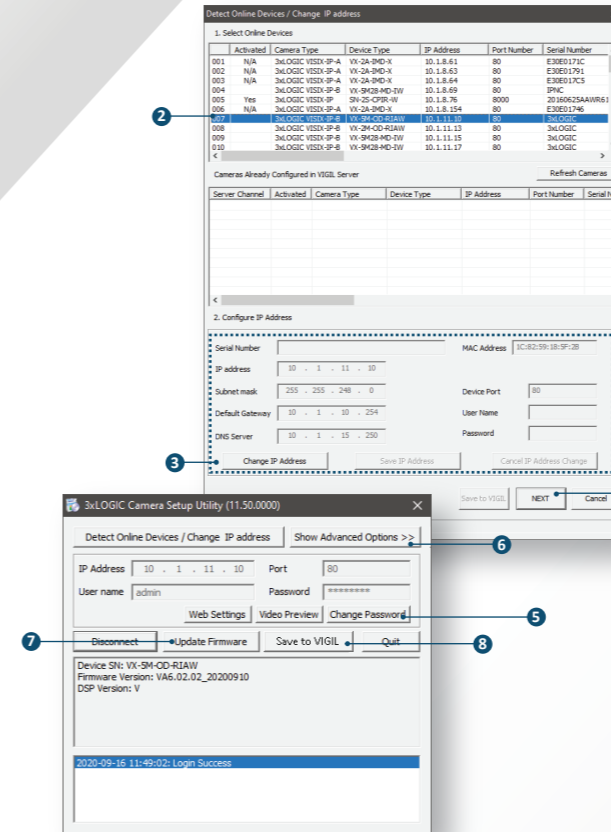 Detect Online Devices / Change IP address
1. Select Online Devices
Activated Camera Type Device Type IP Address Port Number Serial Number
001 N/A 3xLOGIC VISIX-IP-A VX-2A-IMD-X 10.1.8.61 80 E30E0171C
002 N/A 3xLOGIC VISIX-IP-A VX-2A-IMD-X 10.1.8.63 80 E30E01791
003 N/A 3xLOGIC VISIX-IP-A VX-2A-IMD-X 10.1.8.64 80 E30E017C5
004 3xLOGIC VISIX-IP-B VX-5M28-MD-IW 10.1.8.69 80 IPNC
005 Yes 3xLOGIC VISIX-IP SN-2S-CPIR-W 10.1.8.76 8000 20160625AAWR61
006 N/A 3xLOGIC VISIX-IP-A VX-2A-IMD-X 10.1.8.154 80 E30E01746
2
007 3xLOGIC VISIX-IP-B VX-5M-OD-RIAW 10.1.11.10 80 3xLOGIC
008 3xLOGIC VISIX-IP-B VX-2M-OD-RIAW 10.1.11.13 80 3xLOGIC
009 3xLOGIC VISIX-IP-B VX-5M28-MD-IW 10.1.11.15 80 3xLOGIC
010 3xLOGIC VISIX-IP-B VX-5M28-MD-IW 10.1.11.17 80 3xLOGIC
Cameras Already Configured in VIGIL Server Refresh Cameras
Server Channel Activated Camera Type Device Type IP Address Port Number Serial N
2. Configure IP Address
Serial Number MAC Address 1C:82:59:18:5F:2B
IP address 10 . 1 . 11 . 10
Subnet mask 255 . 255 . 248 . 0 Device Port 80
Default Gateway 10 . 1 . 10 . 254 User Name
DNS Server 10 . 1 . 15 . 250 Password
3 Change IP Address Save IP Address Cancel IP Address Change
Save to VIGIL NEXT Cancel
3xLOGIC Camera Setup Utility (11.50.0000)
Detect Online Devices / Change IP address Show Advanced Options >>
6
IP Address 10 . 1 . 11 . 10 Port 80
User name admin Password ********
Web Settings Video Preview Change Password
5
7 Disconnect Update Firmware Save to VIGIL Quit 8
Device SN: VX-5M-OD-RIAW
Firmware Version: VA6.02.02_20200910
DSP Version: V
2020-09-16 11:49:02: Login Success